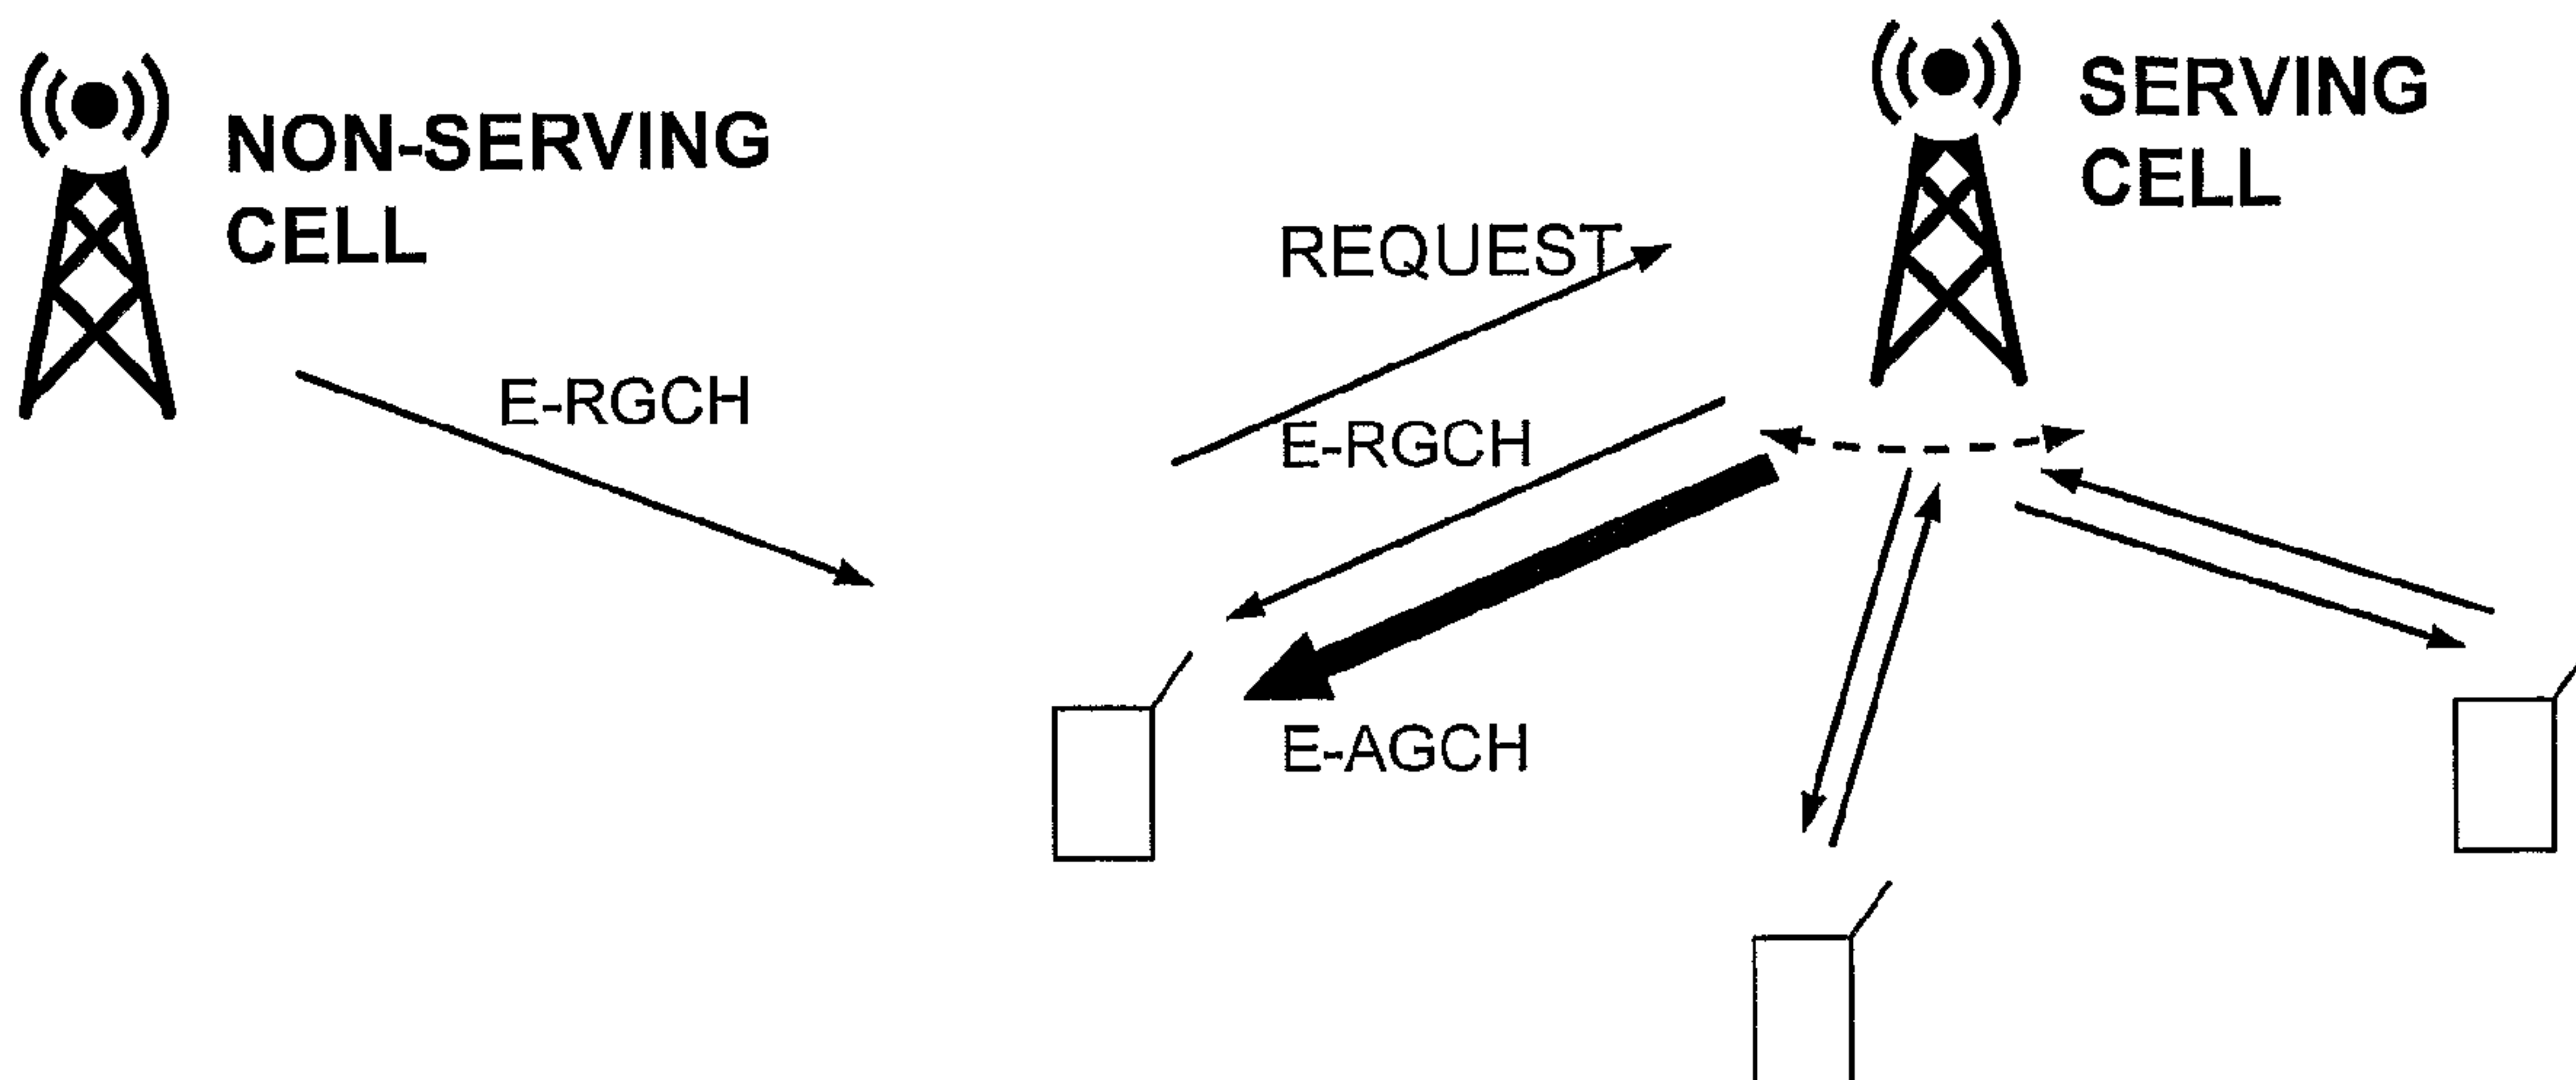 NON-SERVING
CELL
SERVING
CELL
REQUEST
E-RGCH
E-RGCH
E-AGCH